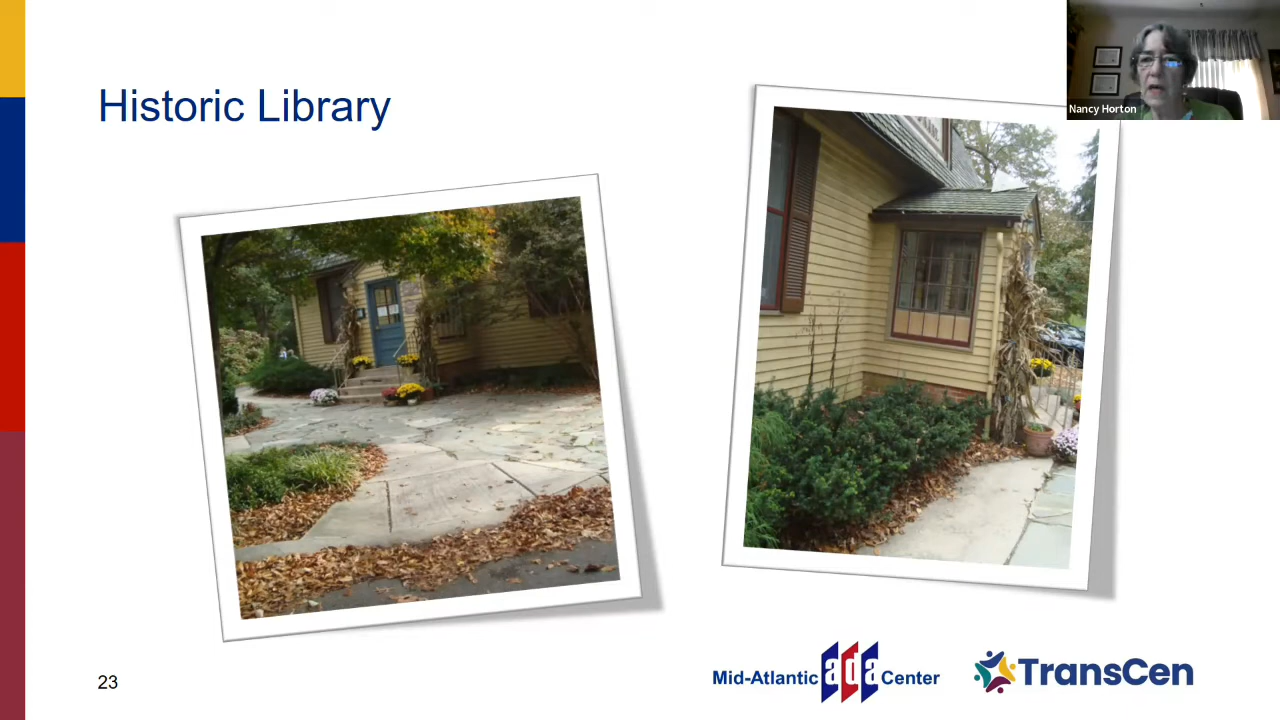 Historic Library
Nancy Horton
23
Mid-Atlantic ada Center
TransCen